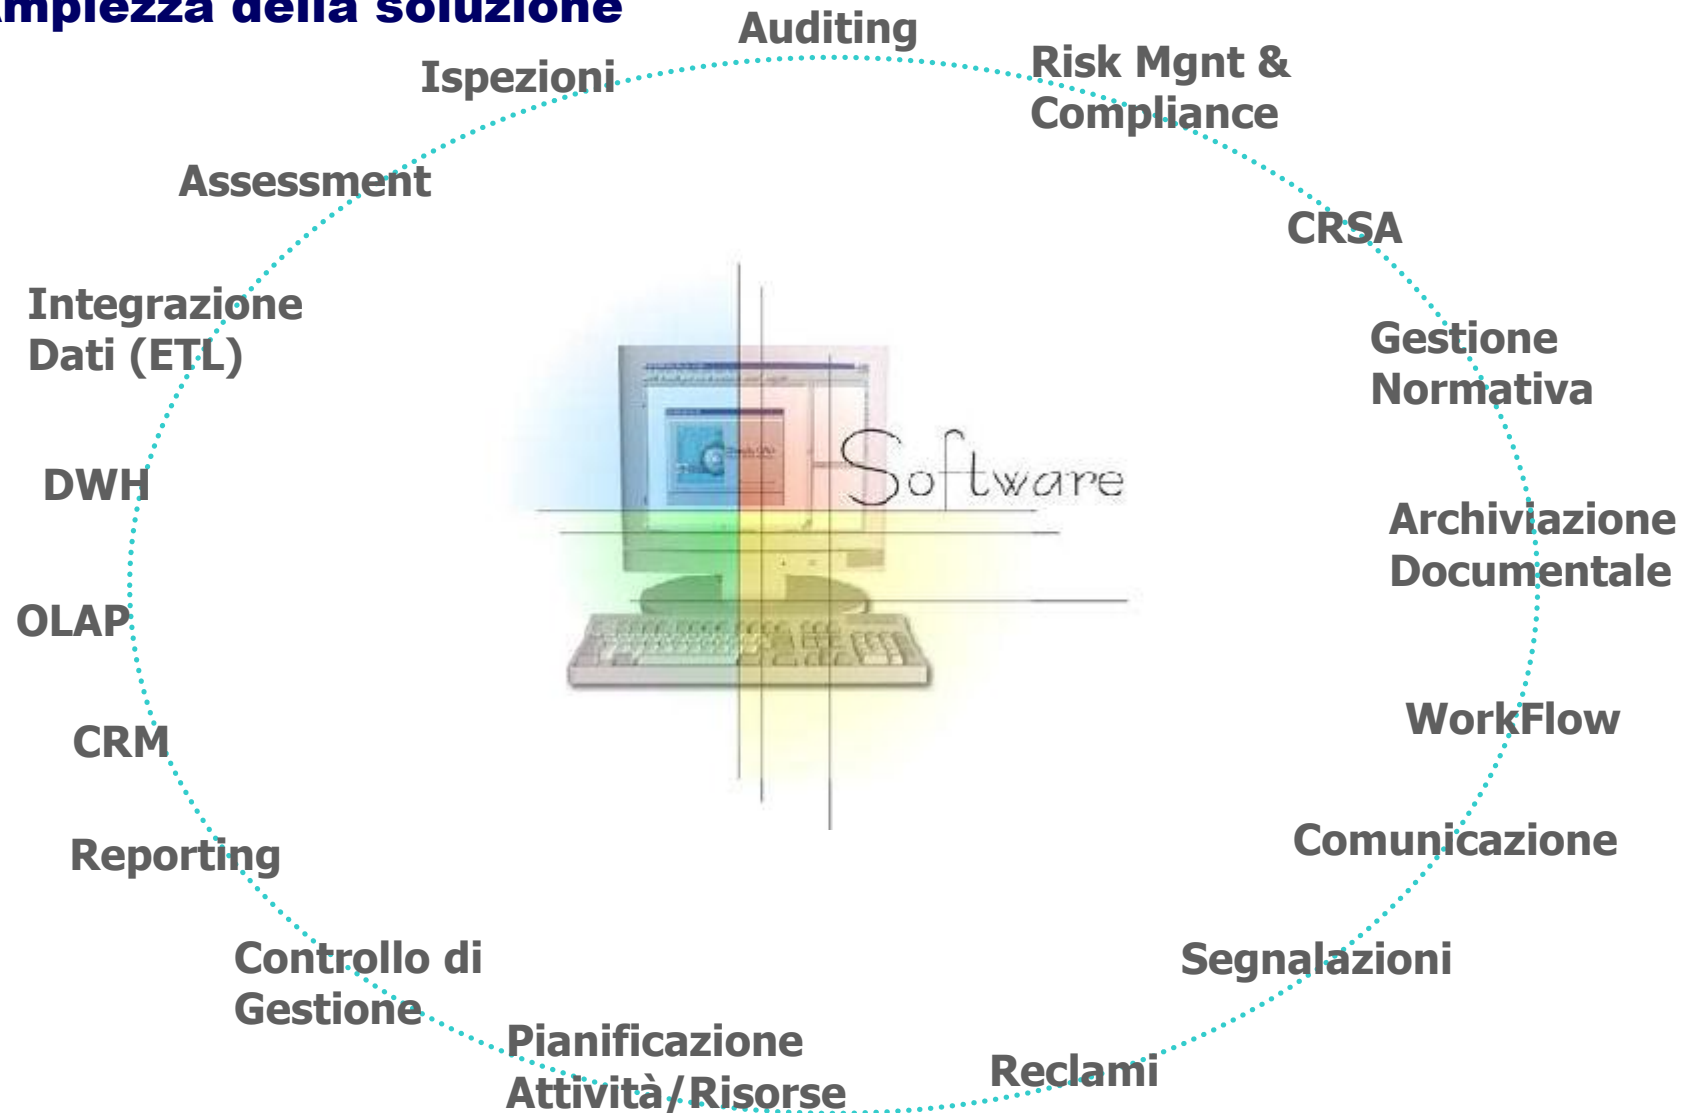 Ampiezza della soluzione
Auditing
Ispezioni
Risk Mgnt &
Compliance
Assessment
CRSA
Integrazione
Dati (ETL)
Gestione
Normativa
Software
DWH
Archiviazione
Documentale
OLAP
WorkFlow
CRM
Comunicazione
Reporting
Segnalazioni
Controllo di
Gestione
Pianificazione
Attività/Risorse
Reclami